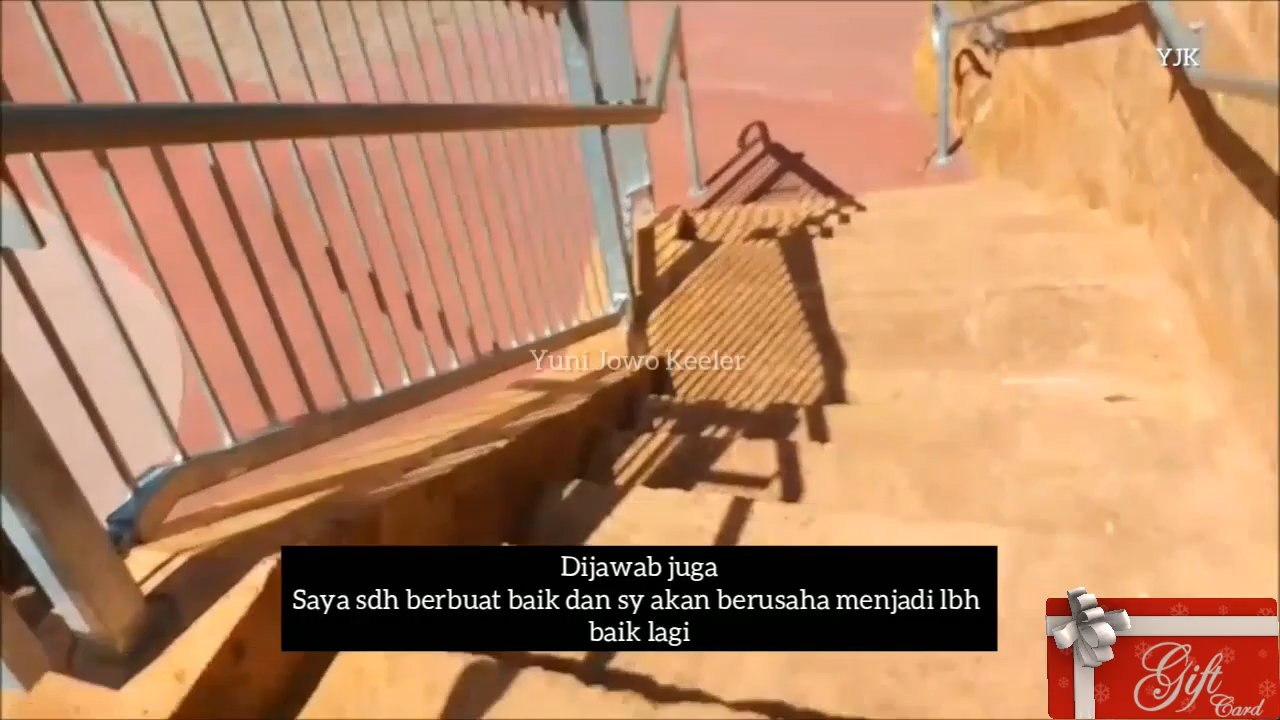 YJK
Yuni Jowo Keeler
Dijawab juga
Saya sdh berbuat baik dan sy akan berusaha menjadi lbh
baik lagi
Gift
Card